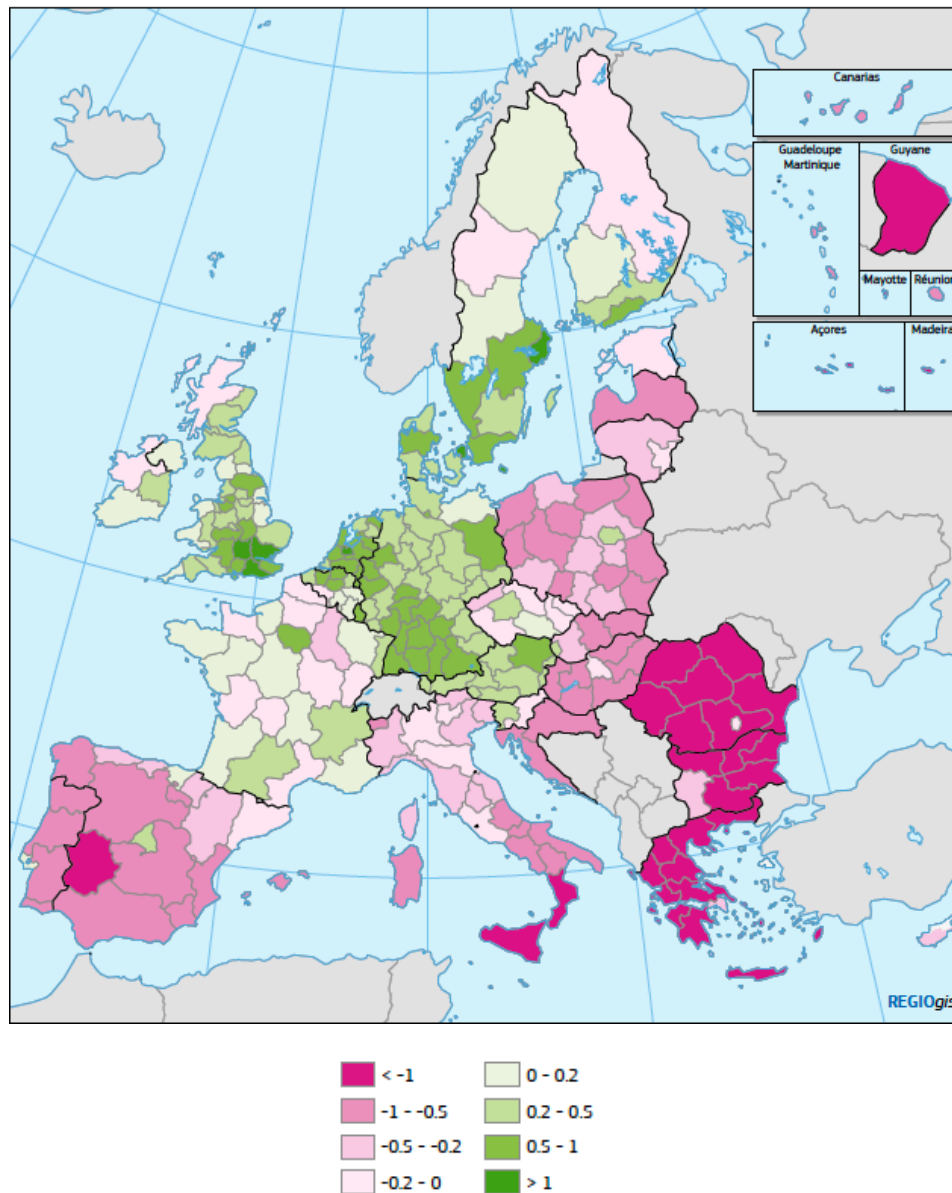 Canarias
Guadeloupe
Martinique
Guyane
Mayotte
Réunion
Açores
Madeira
REGIOgis
< -1
-1 - -0.5
-0.5 - -0.2
-0.2 - 0
0 - 0.2
0.2 - 0.5
0.5 - 1
> 1